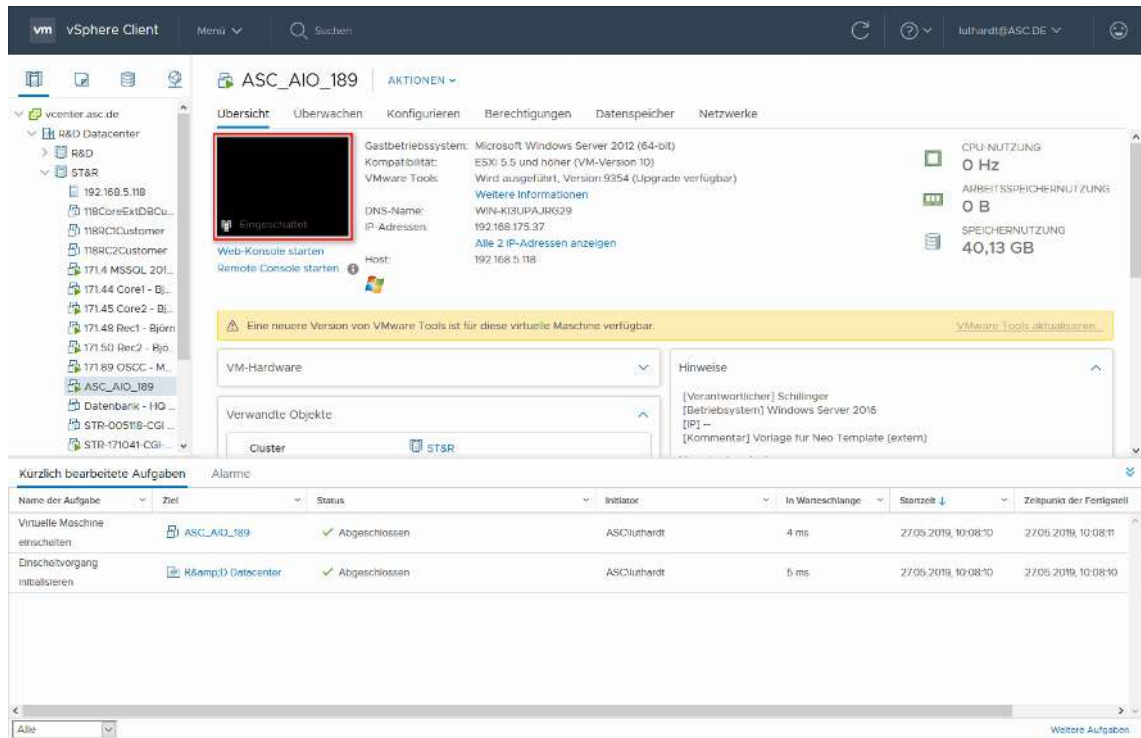 vm vSphere Client Menü Suchen luthardt@ASC.DE
ASC_AIO_189 AKTIONEN
Übersicht Überwachen Konfigurieren Berechtigungen Datenspeicher Netzwerke
vcenter.asc.de
R&D Datacenter
R&D
ST&R
192.168.5.118
118CoreExtDBCu...
118RC1Customer
118RC2Customer
171.4 MSSQL 201...
171.44 Core1 - Bj...
171.45 Core2 - Bj...
171.48 Rec1 - Björn
171.50 Rec2 - Bjö...
171.89 OSCC - M...
ASC_AIO_189
Datenbank - HQ ...
STR-005118-CGI ...
STR-171041-CGI-...
Eingeschaltet
Web-Konsole starten
Remote Console starten
Gastbetriebssystem: Microsoft Windows Server 2012 (64-bit)
Kompatibilität: ESXi 5.5 und höher (VM-Version 10)
VMware Tools: Wird ausgeführt, Version:9354 (Upgrade verfügbar)
Weitere Informationen
DNS-Name: WIN-KI3UPAJRG29
IP-Adressen: 192.168.175.37
Alle 2 IP-Adressen anzeigen
Host: 192.168.5.118
CPU-NUTZUNG
0 Hz
ARBEITSSPEICHERNUTZUNG
0 B
SPEICHERNUTZUNG
40,13 GB
Eine neuere Version von VMware Tools ist für diese virtuelle Maschine verfügbar. VMware Tools aktualisieren...
VM-Hardware
Verwandte Objekte
Cluster ST&R
Hinweise
[Verantwortlicher] Schillinger
[Betriebsystem] Windows Server 2016
[IP] --
[Kommentar] Vorlage für Neo Template (extern)
Kürzlich bearbeitete Aufgaben Alarme
Name der Aufgabe Ziel Status Initiator In Warteschlange Startzeit Zeitpunkt der Fertigstell
Virtuelle Maschine
einschalten ASC_AIO_189 Abgeschlossen ASC\luthardt 4 ms 27.05.2019, 10:08:10 27.05.2019, 10:08:11
Einschaltvorgang
initialisieren R&amp;D Datacenter Abgeschlossen ASC\luthardt 5 ms 27.05.2019, 10:08:10 27.05.2019, 10:08:10
Alle Weitere Aufgaben